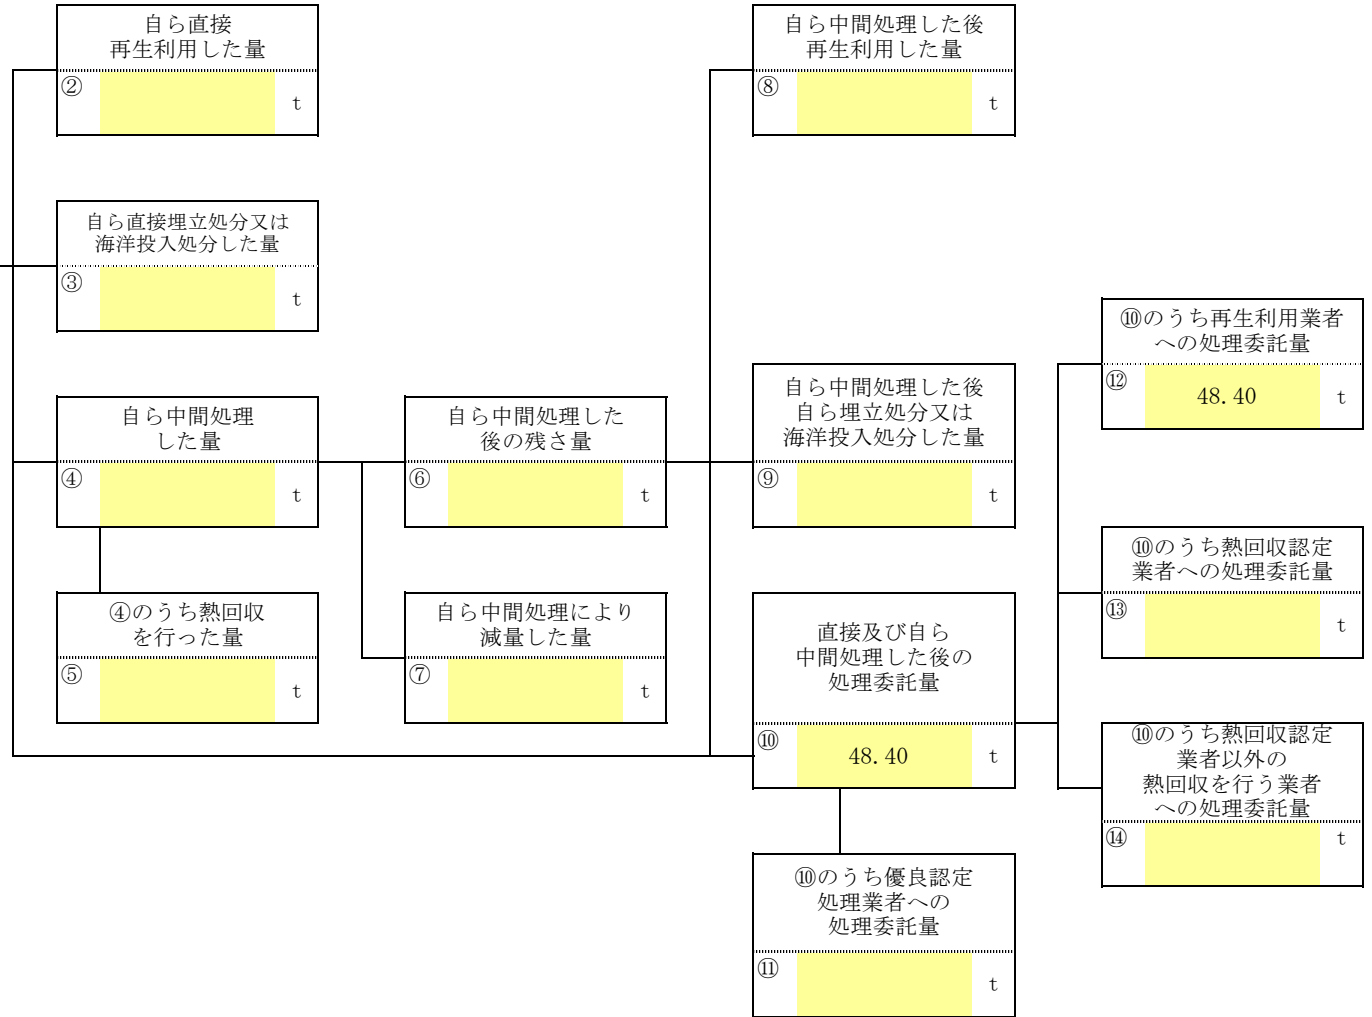 自ら直接
再生利用した量
②
t
自ら直接埋立処分又は
海洋投入処分した量
③
t
自ら中間処理
した量
④
t
④のうち熱回収
を行った量
⑤
t
自ら中間処理した
後の残さ量
⑥
t
自ら中間処理により
減量した量
⑦
t
自ら中間処理した後
再生利用した量
⑧
t
自ら中間処理した後
自ら埋立処分又は
海洋投入処分した量
⑨
t
直接及び自ら
中間処理した後の
処理委託量
⑩ 48.40 t
⑩のうち優良認定
処理業者への
処理委託量
⑪
t
⑩のうち再生利用業者
への処理委託量
⑫ 48.40 t
⑩のうち熱回収認定
業者への処理委託量
⑬
t
⑩のうち熱回収認定
業者以外の
熱回収を行う業者
への処理委託量
⑭
t